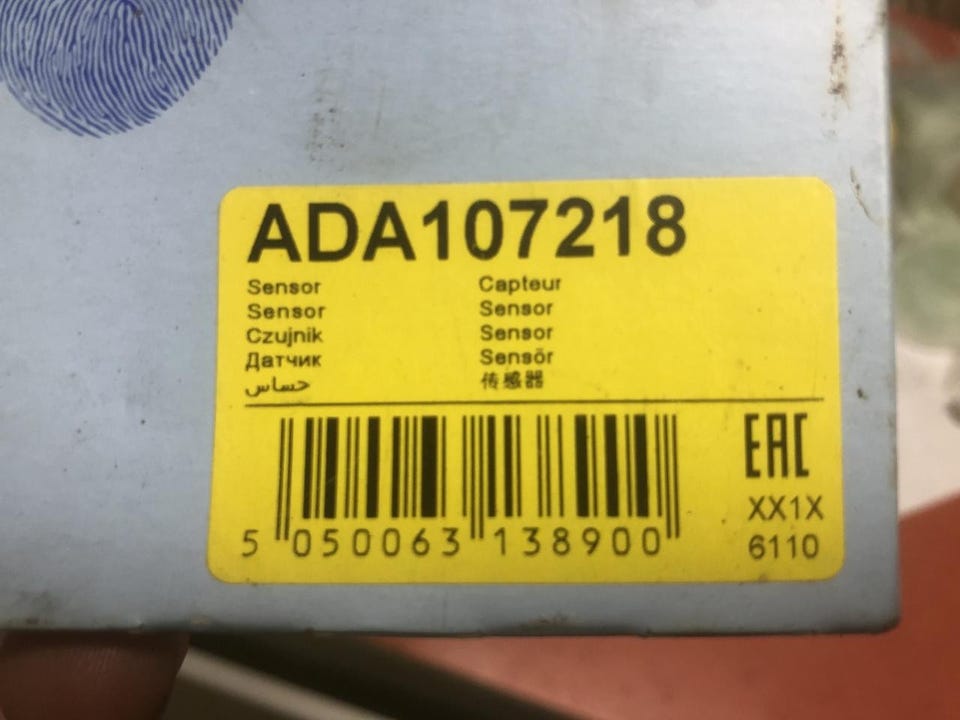 ADA107218
Sensor Capteur
Sensor Sensor
Czujnik Sensor
Датчик Sensör
حساس 传感器
EAC
XX1X
5 050063 138900 6110